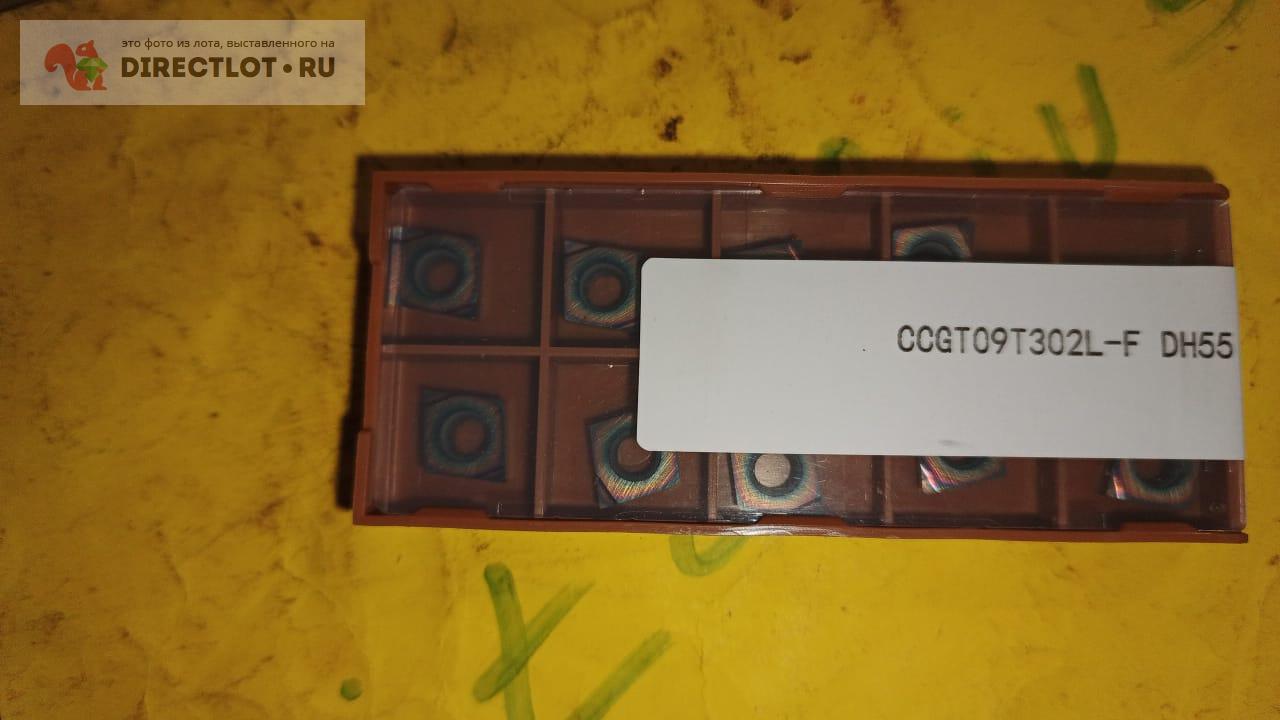 это фото из лота, выставленного на
DIRECTLOT•RU
CCGT09T302L-F DH55